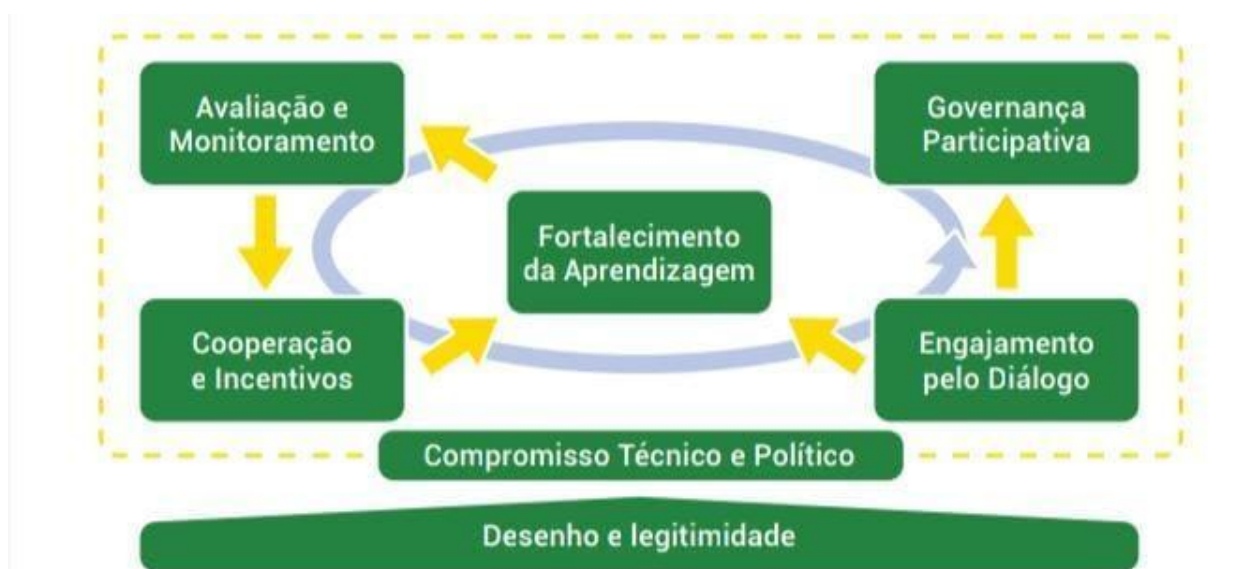 Avaliação e
Monitoramento
Governança
Participativa
Fortalecimento
da Aprendizagem
Cooperação
e Incentivos
Engajamento
pelo Diálogo
Compromisso Técnico e Político
Desenho e legitimidade